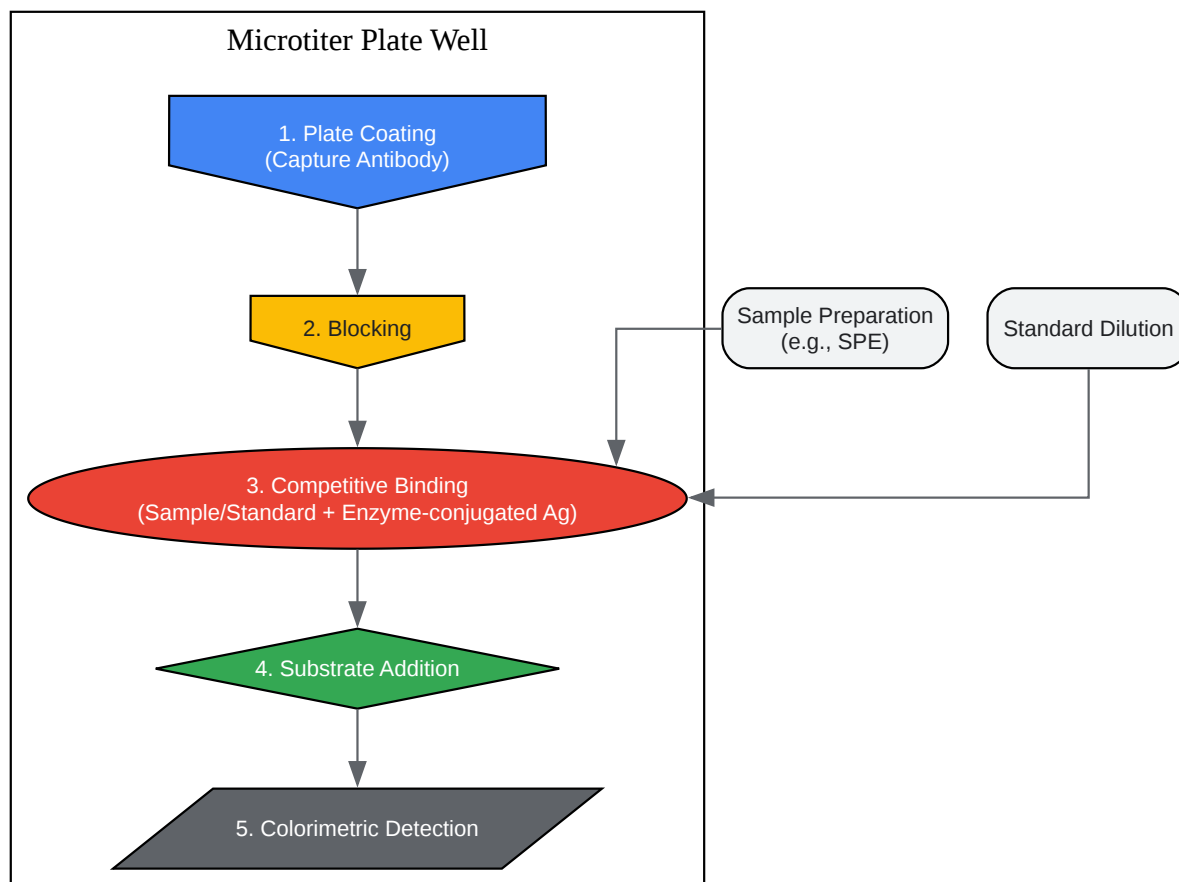 Microtiter Plate Well
1. Plate Coating
(Capture Antibody)
2. Blocking
Sample Preparation
(e.g., SPE)
Standard Dilution
3. Competitive Binding
(Sample/Standard + Enzyme-conjugated Ag)
4. Substrate Addition
5. Colorimetric Detection